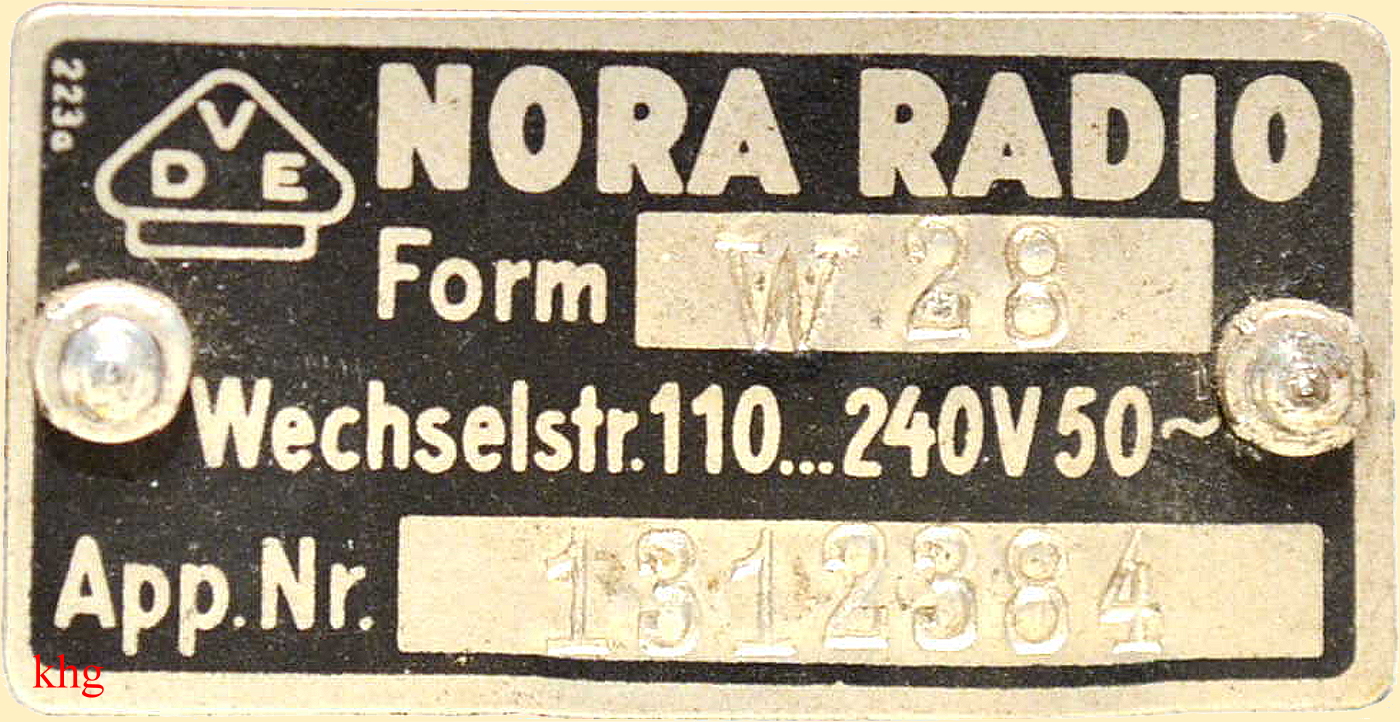 223a
VDE
NORA RADIO
Form W 28
Wechselstr. 110...240V 50~
App. Nr. 1312384
khg